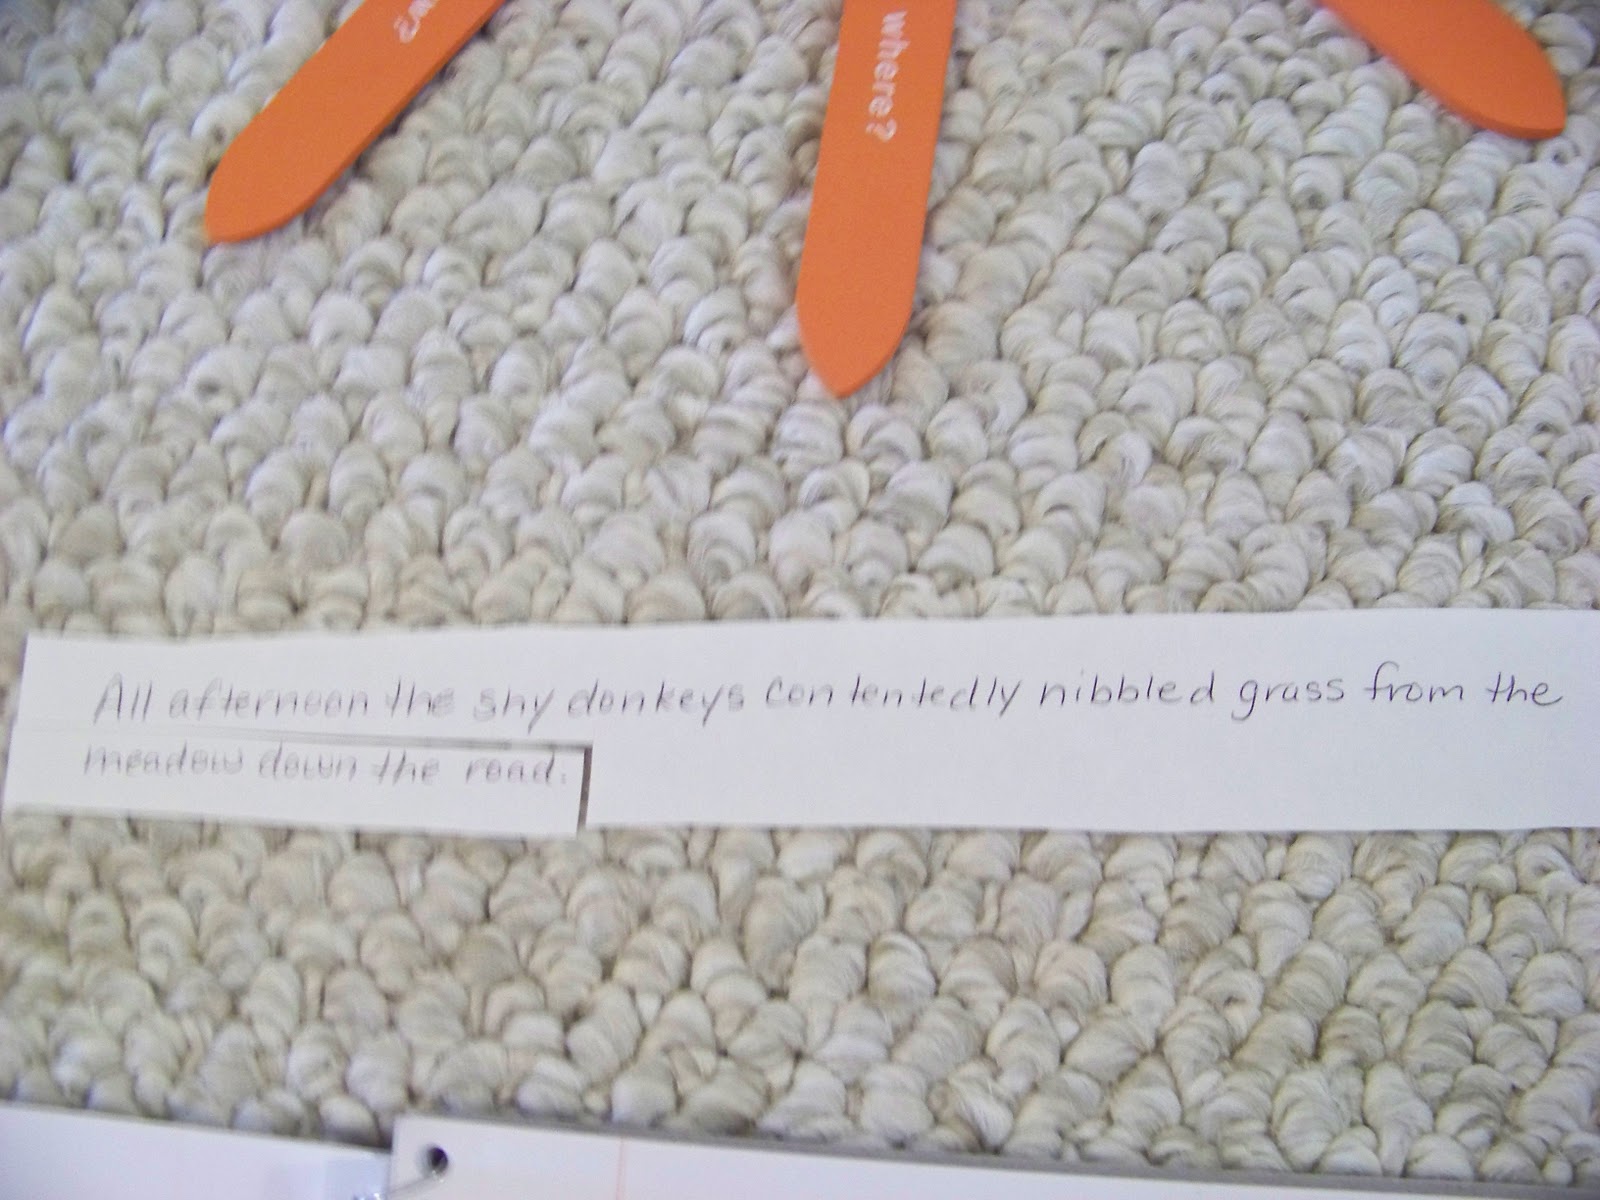 where?
All afternoon the shy donkeys contentedly nibbled grass from the
meadow down the road.